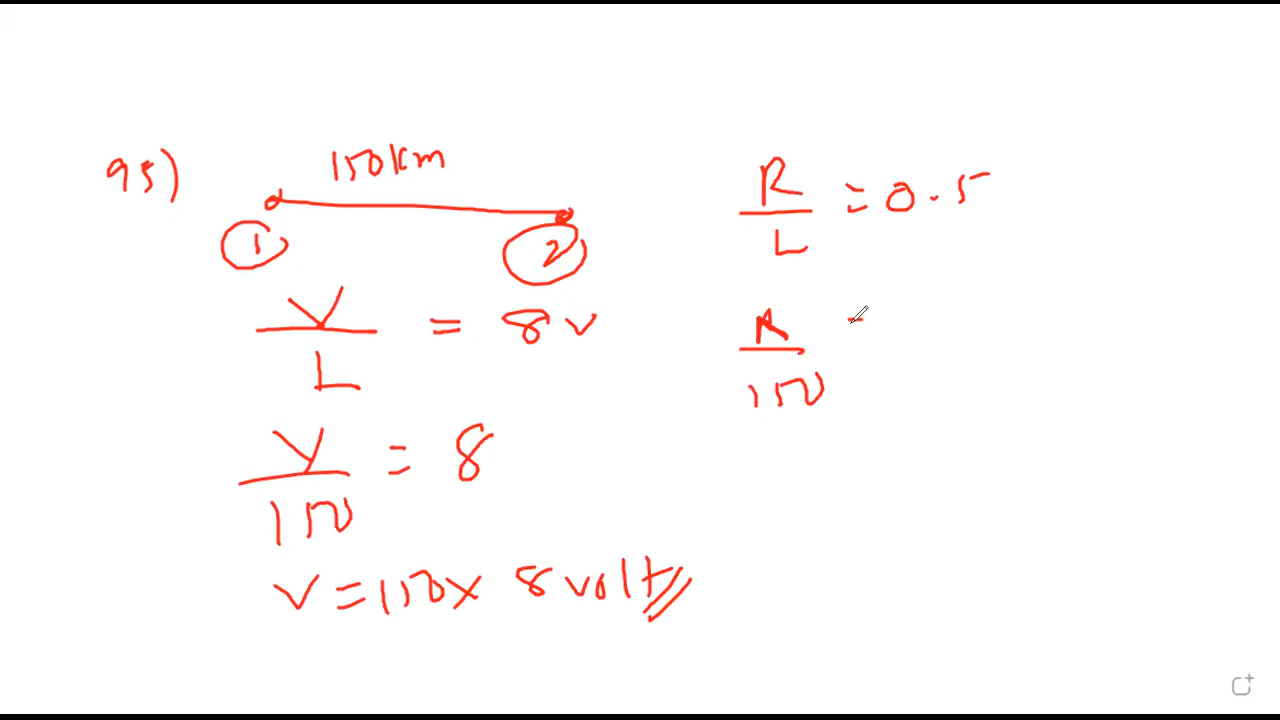 95)
150km
1
2
V/L = 8v
V/150 = 8
V = 150 x 8 volt
R/L = 0.5
R/150 =